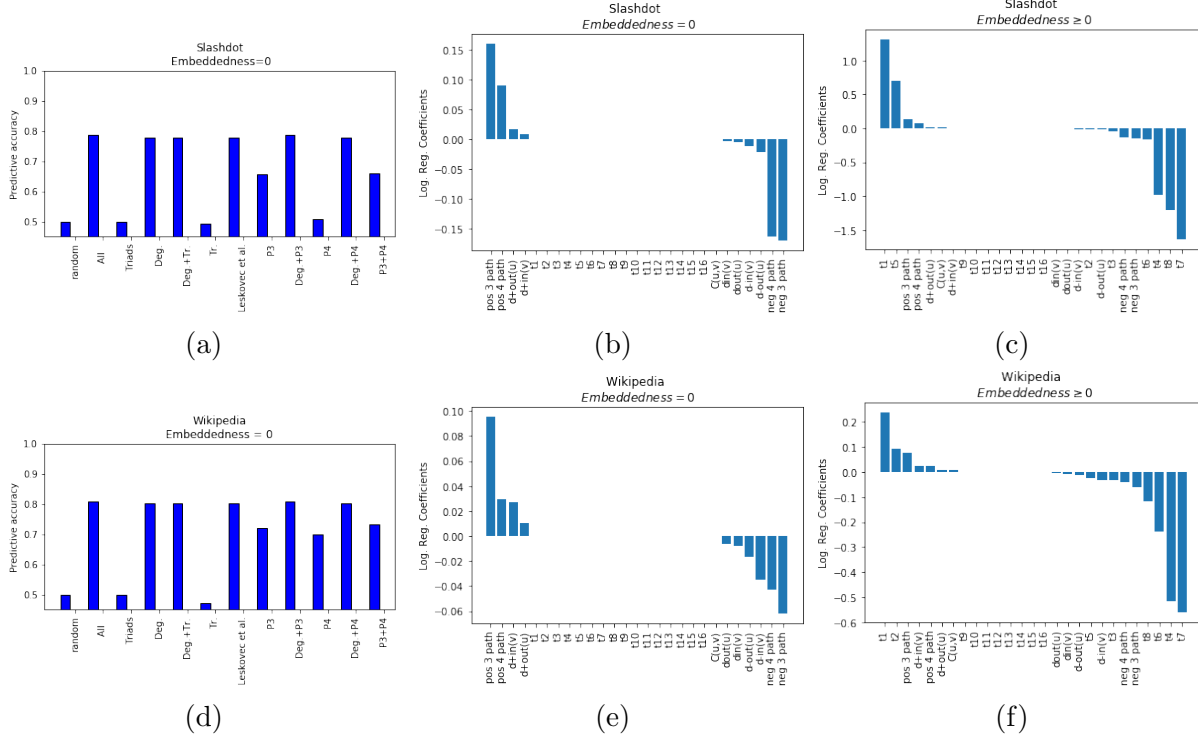 Slashdot
Embeddedness=0
Predictive accuracy
1.0
0.9
0.8
0.7
0.6
0.5
random
All
Triads
Deg.
Deg +Tr.
Tr.
Leskovec et al.
P3
Deg +P3
P4
Deg +P4
P3+P4
(a)
Slashdot
Embeddedness = 0
Log. Reg. Coefficients
0.15
0.10
0.05
0.00
−0.05
−0.10
−0.15
pos 3 path
pos 4 path
d+out(u)
d+in(v)
t1
t2
t3
t4
t5
t6
t7
t8
t9
t10
t11
t12
t13
t14
t15
t16
C(u,v)
din(v)
dout(u)
d-in(v)
d-out(u)
neg 4 path
neg 3 path
(b)
Slashdot
Embeddedness ≥ 0
Log. Reg. Coefficients
1.0
0.5
0.0
−0.5
−1.0
−1.5
t1
t5
pos 3 path
pos 4 path
d+out(u)
C(u,v)
d+in(v)
t9
t10
t11
t12
t13
t14
t15
t16
din(v)
dout(u)
d-in(v)
t2
d-out(u)
t3
neg 4 path
neg 3 path
t6
t4
t8
t7
(c)
Wikipedia
Embeddedness = 0
Predictive accuracy
1.0
0.9
0.8
0.7
0.6
0.5
random
All
Triads
Deg.
Deg +Tr.
Tr.
Leskovec et al.
P3
Deg +P3
P4
Deg +P4
P3+P4
(d)
Wikipedia
Embeddedness = 0
Log. Reg. Coefficients
0.10
0.08
0.06
0.04
0.02
0.00
−0.02
−0.04
−0.06
pos 3 path
pos 4 path
d+in(v)
d+out(u)
t1
t2
t3
t4
t5
t6
t7
t8
t9
t10
t11
t12
t13
t14
t15
t16
C(u,v)
dout(u)
din(v)
d-out(u)
d-in(v)
neg 4 path
neg 3 path
(e)
Wikipedia
Embeddedness ≥ 0
Log. Reg. Coefficients
0.2
0.1
0.0
−0.1
−0.2
−0.3
−0.4
−0.5
−0.6
t1
t2
pos 3 path
d+in(v)
pos 4 path
d+out(u)
C(u,v)
t9
t10
t11
t12
t13
t14
t15
t16
dout(u)
din(v)
d-out(u)
t5
d-in(v)
t3
neg 4 path
neg 3 path
t8
t6
t4
t7
(f)